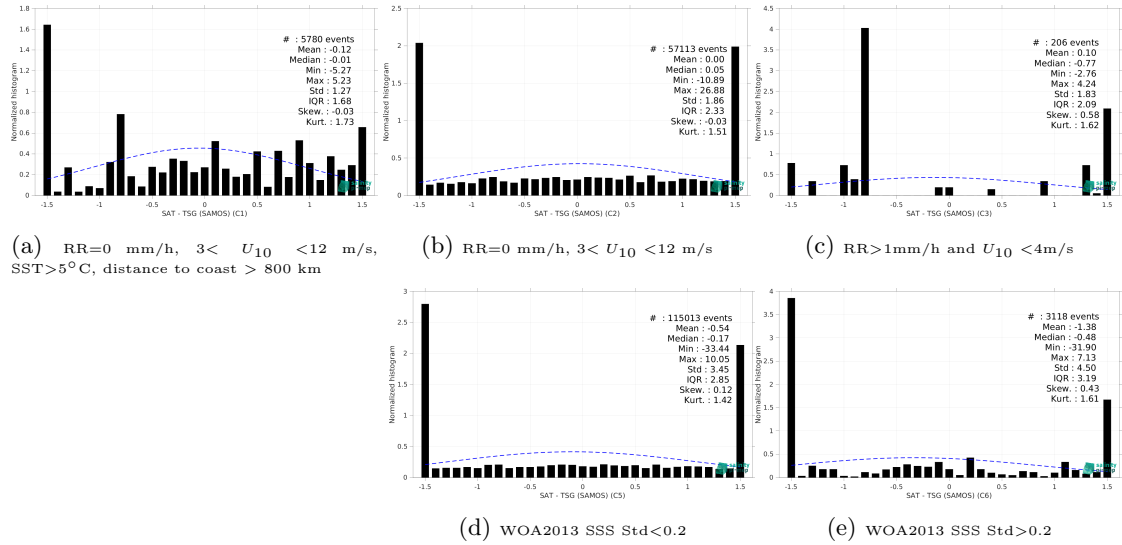 1.8
1.6
1.4
1.2
1
0.8
0.6
0.4
0.2
0
Normalized histogram
# : 5780 events
Mean : -0.12
Median : -0.01
Min : -5.27
Max : 5.23
Std : 1.27
IQR : 1.68
Skew. : -0.03
Kurt. : 1.73
-1.5 -1 -0.5 0 0.5 1 1.5
SAT - TSG (SAMOS) (C1)
(a) RR=0 mm/h, 3< U10 <12 m/s,
SST>5°C, distance to coast > 800 km
2.5
2
1.5
1
0.5
0
Normalized histogram
# : 57113 events
Mean : 0.00
Median : 0.05
Min : -10.89
Max : 26.88
Std : 1.86
IQR : 2.33
Skew. : -0.03
Kurt. : 1.51
-1.5 -1 -0.5 0 0.5 1 1.5
SAT - TSG (SAMOS) (C2)
(b) RR=0 mm/h, 3< U10 <12 m/s
4.5
4
3.5
3
2.5
2
1.5
1
0.5
0
Normalized histogram
# : 206 events
Mean : 0.10
Median : -0.77
Min : -2.76
Max : 4.24
Std : 1.83
IQR : 2.09
Skew. : 0.58
Kurt. : 1.62
-1.5 -1 -0.5 0 0.5 1 1.5
SAT - TSG (SAMOS) (C3)
(c) RR>1mm/h and U10 <4m/s
3
2.5
2
1.5
1
0.5
0
Normalized histogram
# : 115013 events
Mean : -0.54
Median : -0.17
Min : -33.44
Max : 10.05
Std : 3.45
IQR : 2.85
Skew. : 0.12
Kurt. : 1.42
-1.5 -1 -0.5 0 0.5 1 1.5
SAT - TSG (SAMOS) (C5)
(d) WOA2013 SSS Std<0.2
4
3.5
3
2.5
2
1.5
1
0.5
0
Normalized histogram
# : 3118 events
Mean : -1.38
Median : -0.48
Min : -31.90
Max : 7.13
Std : 4.50
IQR : 3.19
Skew. : 0.43
Kurt. : 1.61
-1.5 -1 -0.5 0 0.5 1 1.5
SAT - TSG (SAMOS) (C6)
(e) WOA2013 SSS Std>0.2